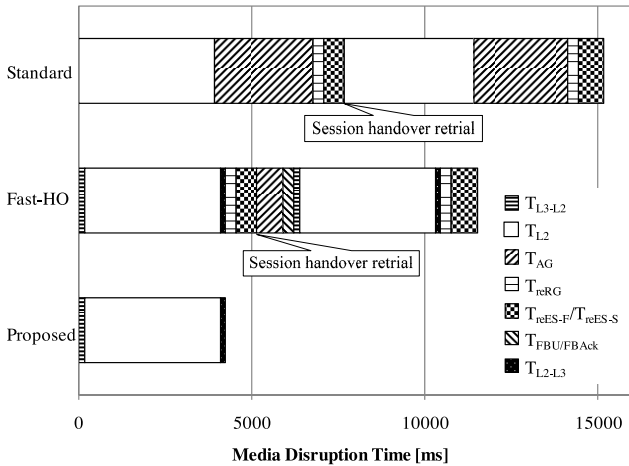 Standard
Session handover retrial
Fast-HO
Session handover retrial
Proposed
T_L3-L2
T_L2
T_AG
T_reRG
T_reES-F/T_reES-S
T_FBU/FBAck
T_L2-L3
0 5000 10000 15000
Media Disruption Time [ms]